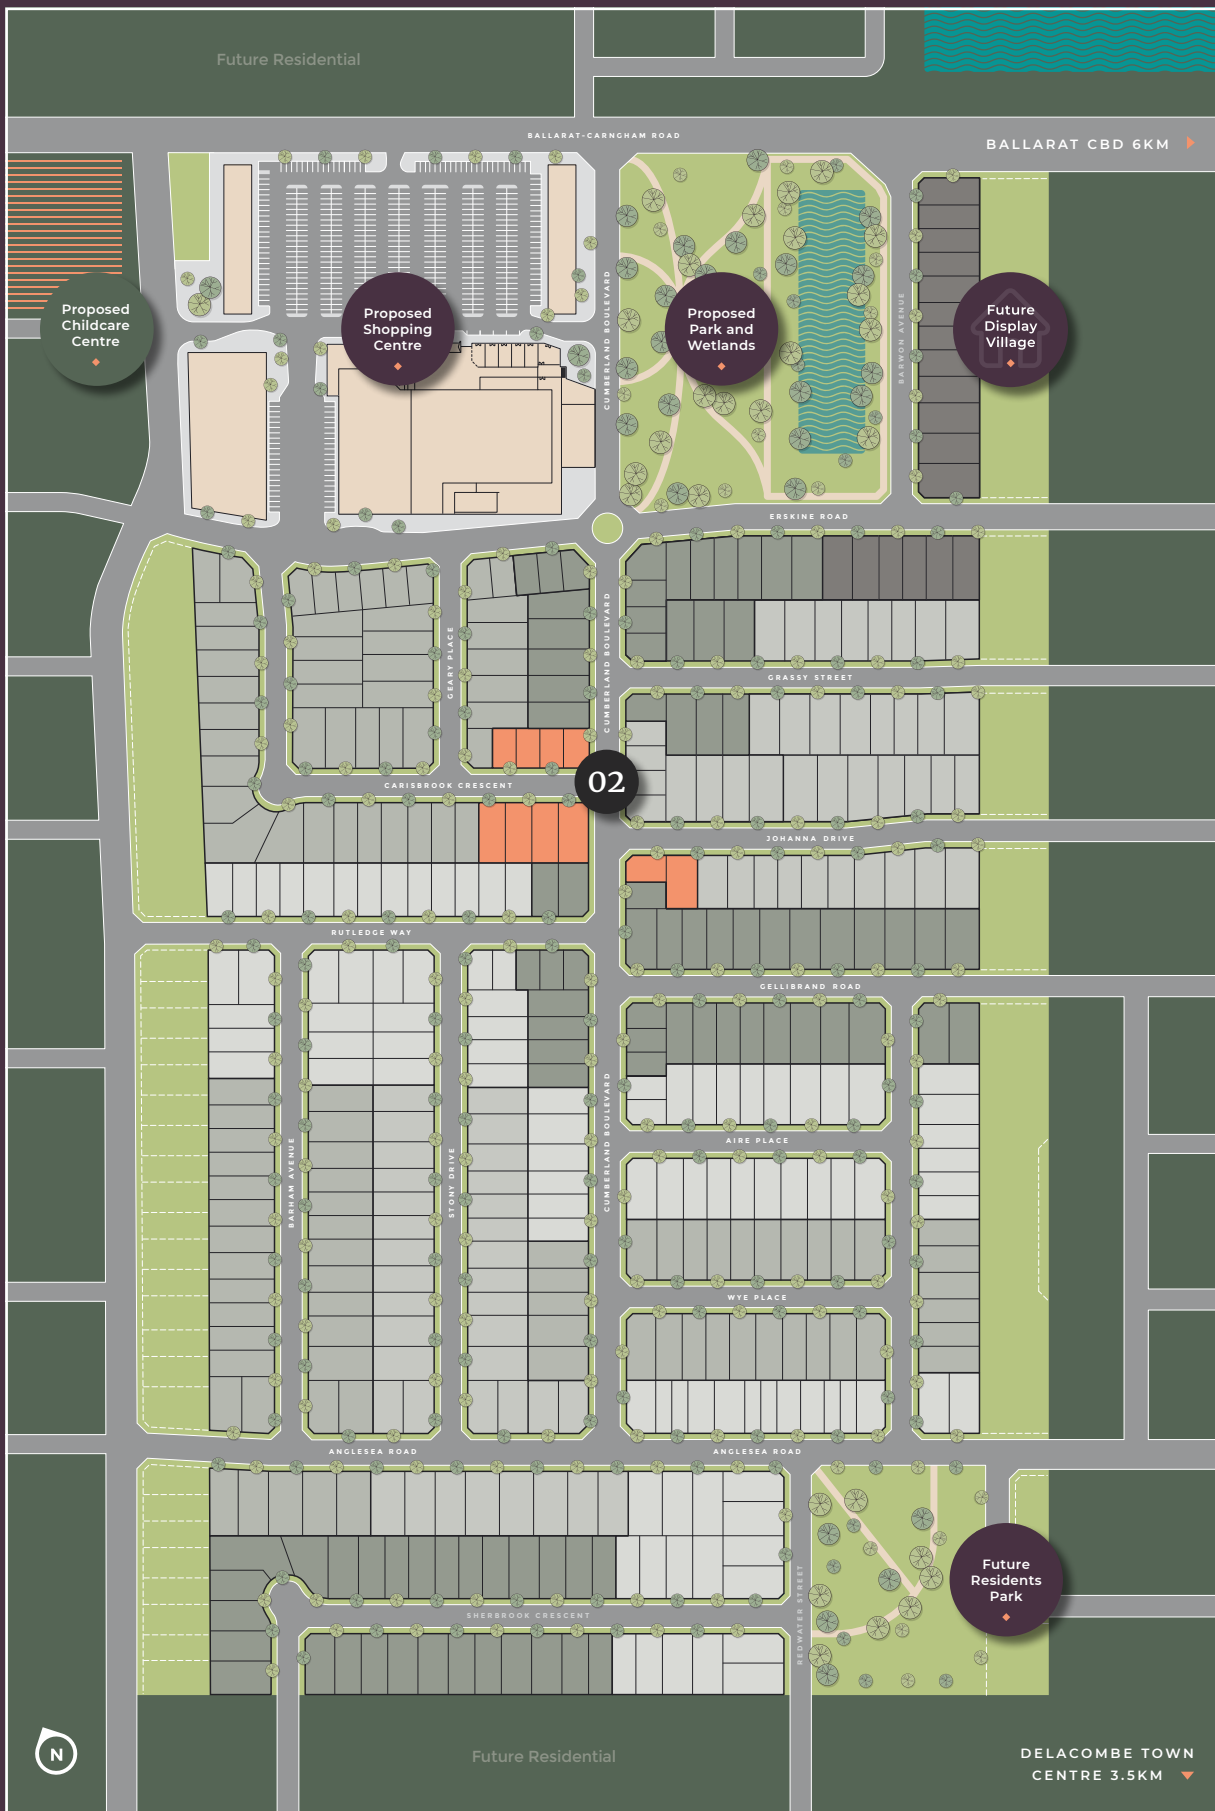 Future Residential
BALLARAT-CARNGHAM ROAD
BALLARAT CBD 6KM
Proposed
Childcare
Centre
Proposed
Shopping
Centre
CUMBERLAND BOULEVARD
Proposed
Park and
Wetlands
BARWON AVENUE
Future
Display
Village
ERSKINE ROAD
GEARY PLACE
CUMBERLAND BOULEVARD
GRASSY STREET
CARISBROOK CRESCENT
02
JOHANNA DRIVE
RUTLEDGE WAY
GELLIBRAND ROAD
BARHAM AVENUE
STONY DRIVE
CUMBERLAND BOULEVARD
AIRE PLACE
WYE PLACE
ANGLESEA ROAD
ANGLESEA ROAD
SHERBROOK CRESCENT
REDWATER STREET
Future
Residents
Park
N
Future Residential
DELACOMBE TOWN
CENTRE 3.5KM